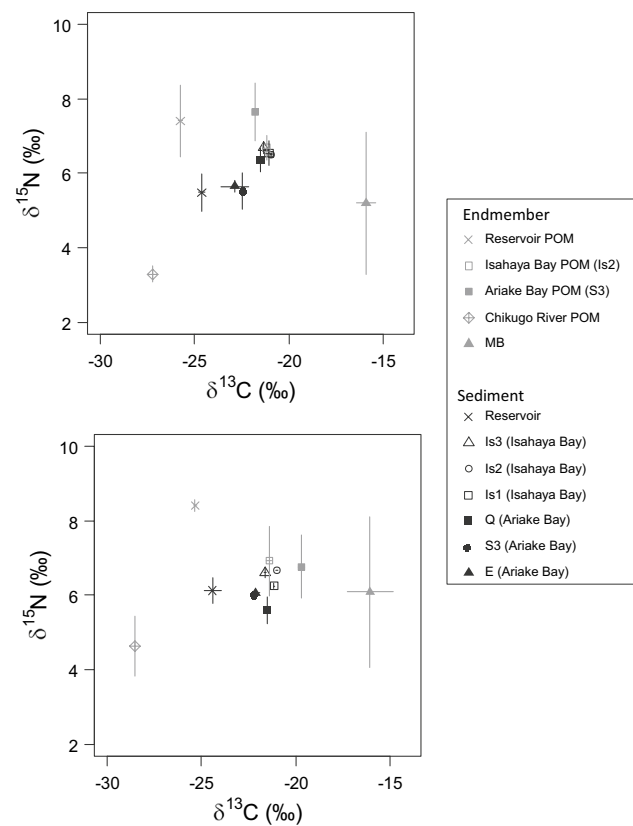 10
8
6
4
2
δ15N (‰)
-30 -25 -20 -15
δ13C (‰)
Endmember
Reservoir POM
Isahaya Bay POM (Is2)
Ariake Bay POM (S3)
Chikugo River POM
MB
Sediment
Reservoir
Is3 (Isahaya Bay)
Is2 (Isahaya Bay)
Is1 (Isahaya Bay)
Q (Ariake Bay)
S3 (Ariake Bay)
E (Ariake Bay)
10
8
6
4
2
δ15N (‰)
-30 -25 -20 -15
δ13C (‰)